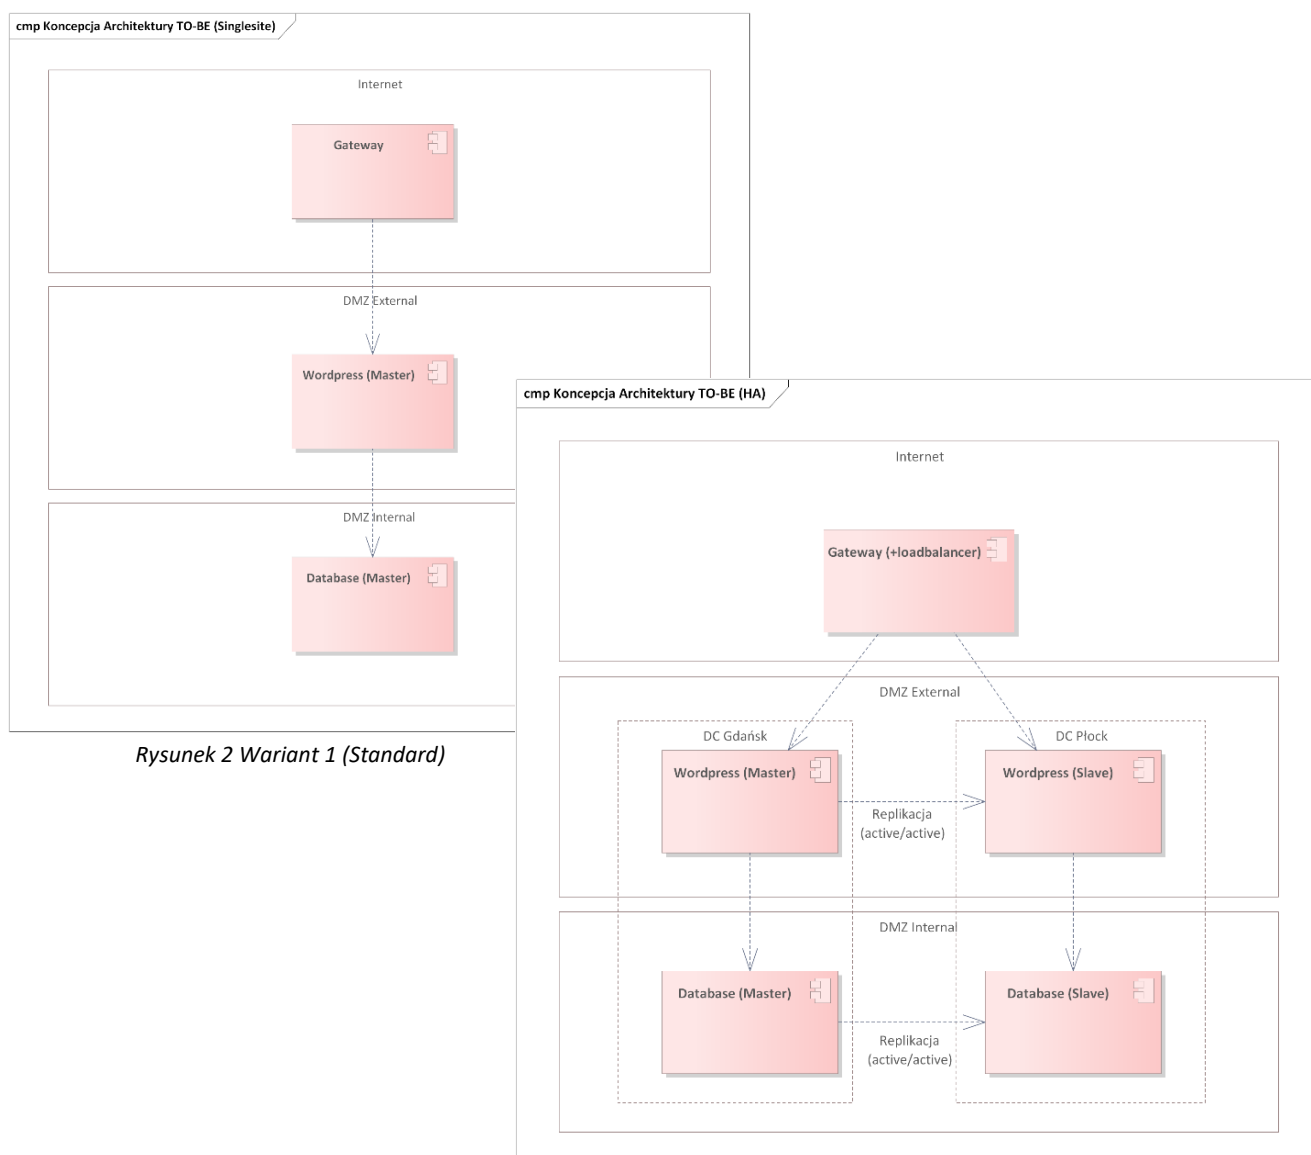 cmp Koncepcja Architektury TO-BE (Singlesite)
Internet
Gateway
DMZ External
Wordpress (Master)
DMZ Internal
Database (Master)
Rysunek 2 Wariant 1 (Standard)
cmp Koncepcja Architektury TO-BE (HA)
Internet
Gateway (+loadbalancer)
DMZ External
DC Gdańsk
DC Płock
Wordpress (Master)
Wordpress (Slave)
Replikacja
(active/active)
DMZ Internal
Database (Master)
Database (Slave)
Replikacja
(active/active)